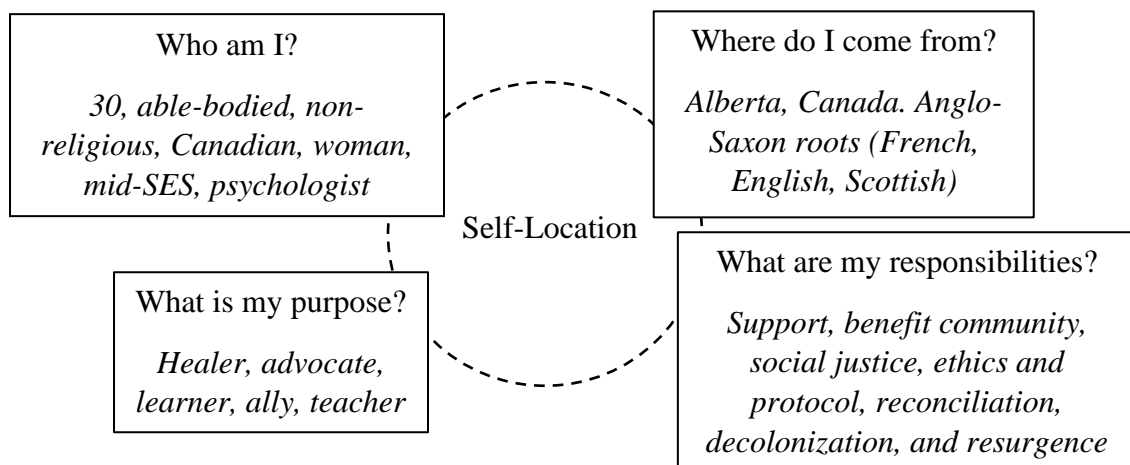 Who am I?
30, able-bodied, non-
religious, Canadian, woman,
mid-SES, psychologist
Where do I come from?
Alberta, Canada. Anglo-
Saxon roots (French,
English, Scottish)
Self-Location
What is my purpose?
Healer, advocate,
learner, ally, teacher
What are my responsibilities?
Support, benefit community,
social justice, ethics and
protocol, reconciliation,
decolonization, and resurgence